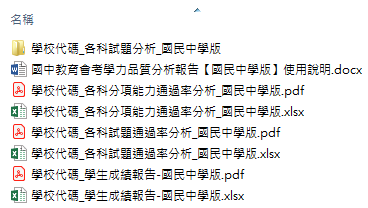 名稱
學校代碼_各科試題分析_國民中學版
國中教育會考學力品質分析報告【國民中學版】使用說明.docx
學校代碼_各科分項能力通過率分析_國民中學版.pdf
學校代碼_各科分項能力通過率分析_國民中學版.xlsx
學校代碼_各科試題通過率分析_國民中學版.pdf
學校代碼_各科試題通過率分析_國民中學版.xlsx
學校代碼_學生成績報告-國民中學版.pdf
學校代碼_學生成績報告-國民中學版.xlsx